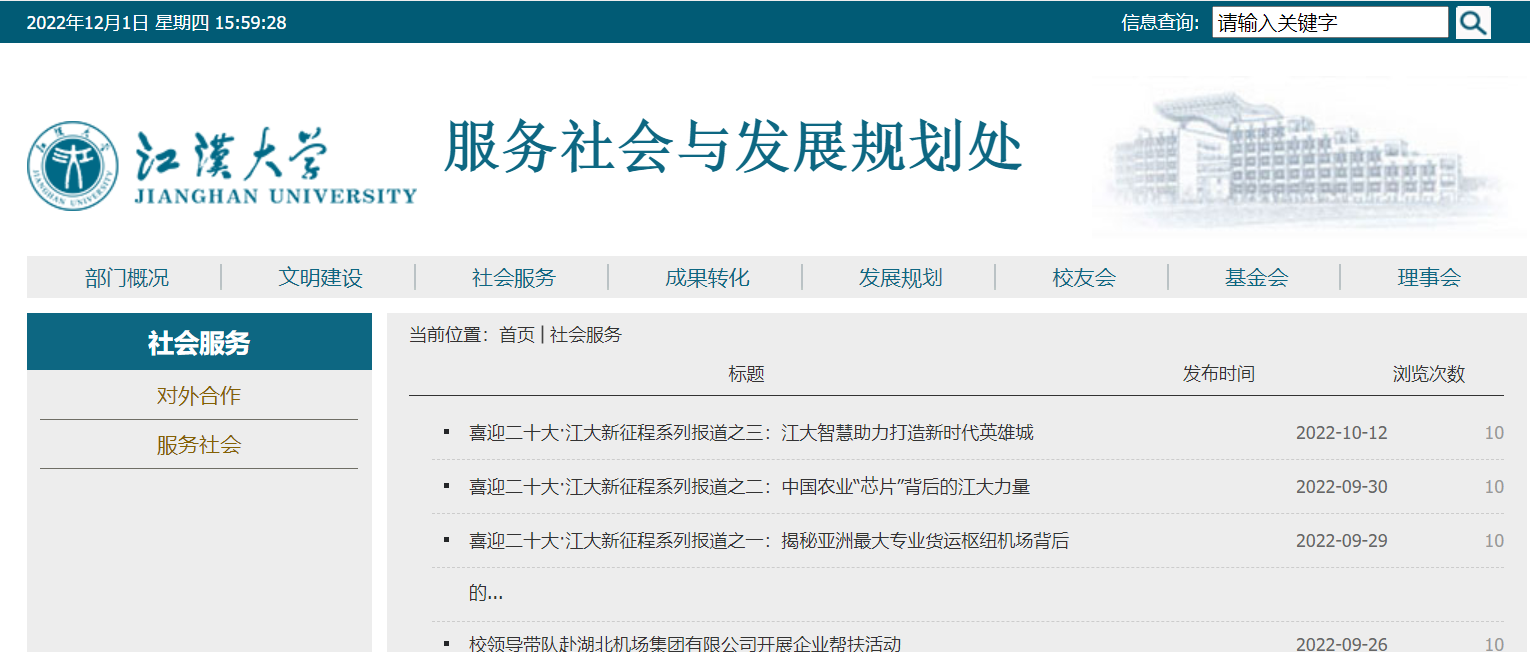 2022年12月1日 星期四 15:59:28
信息查询: 请输入关键字
江漢大学
JIANGHAN UNIVERSITY
服务社会与发展规划处
部门概况 文明建设 社会服务 成果转化 发展规划 校友会 基金会 理事会
社会服务
对外合作
服务社会
当前位置：首页 | 社会服务
标题 发布时间 浏览次数
喜迎二十大·江大新征程系列报道之三：江大智慧助力打造新时代英雄城 2022-10-12 10
喜迎二十大·江大新征程系列报道之二：中国农业“芯片”背后的江大力量 2022-09-30 10
喜迎二十大·江大新征程系列报道之一：揭秘亚洲最大专业货运枢纽机场背后 2022-09-29 10
的...
校领导带队赴湖北机场集团有限公司开展企业帮扶活动 2022-09-26 10